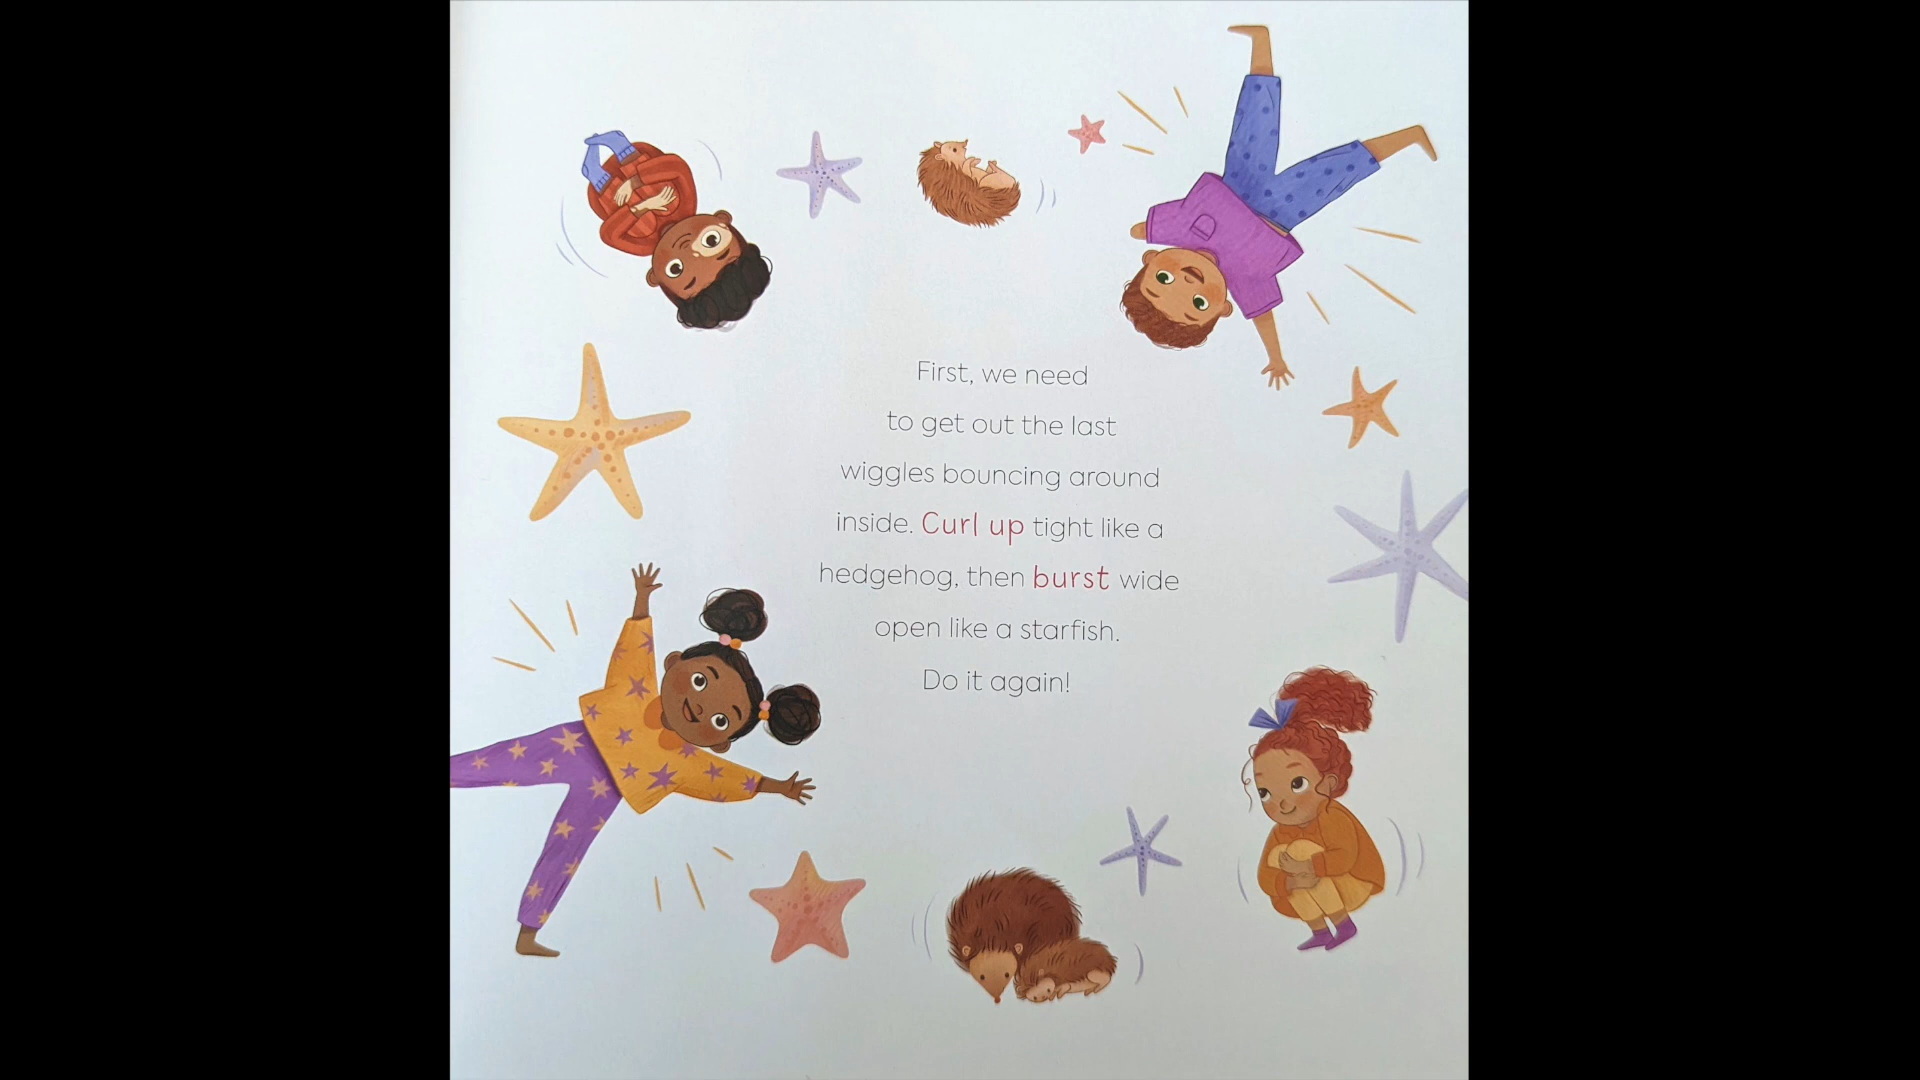 First, we need
to get out the last
wiggles bouncing around
inside. Curl up tight like a
hedgehog, then burst wide
open like a starfish.
Do it again!